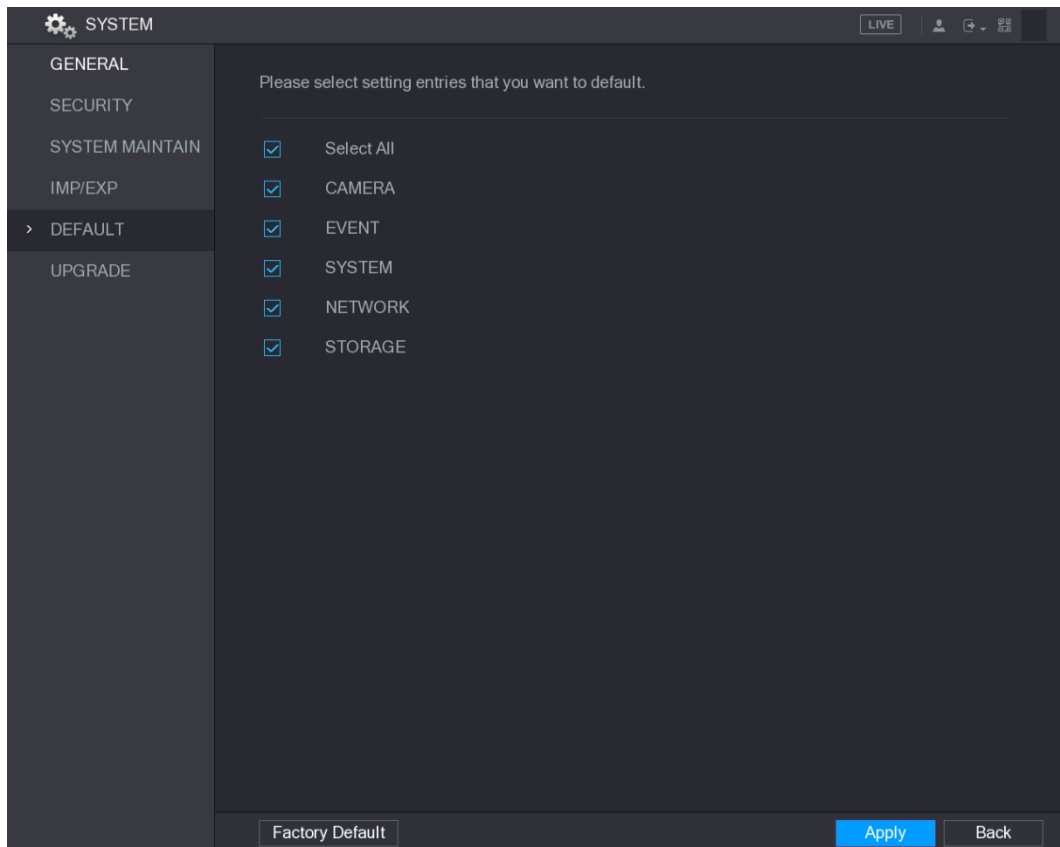 SYSTEM
LIVE
GENERAL
SECURITY
SYSTEM MAINTAIN
IMP/EXP
> DEFAULT
UPGRADE
Please select setting entries that you want to default.
Select All
CAMERA
EVENT
SYSTEM
NETWORK
STORAGE
Factory Default
Apply
Back